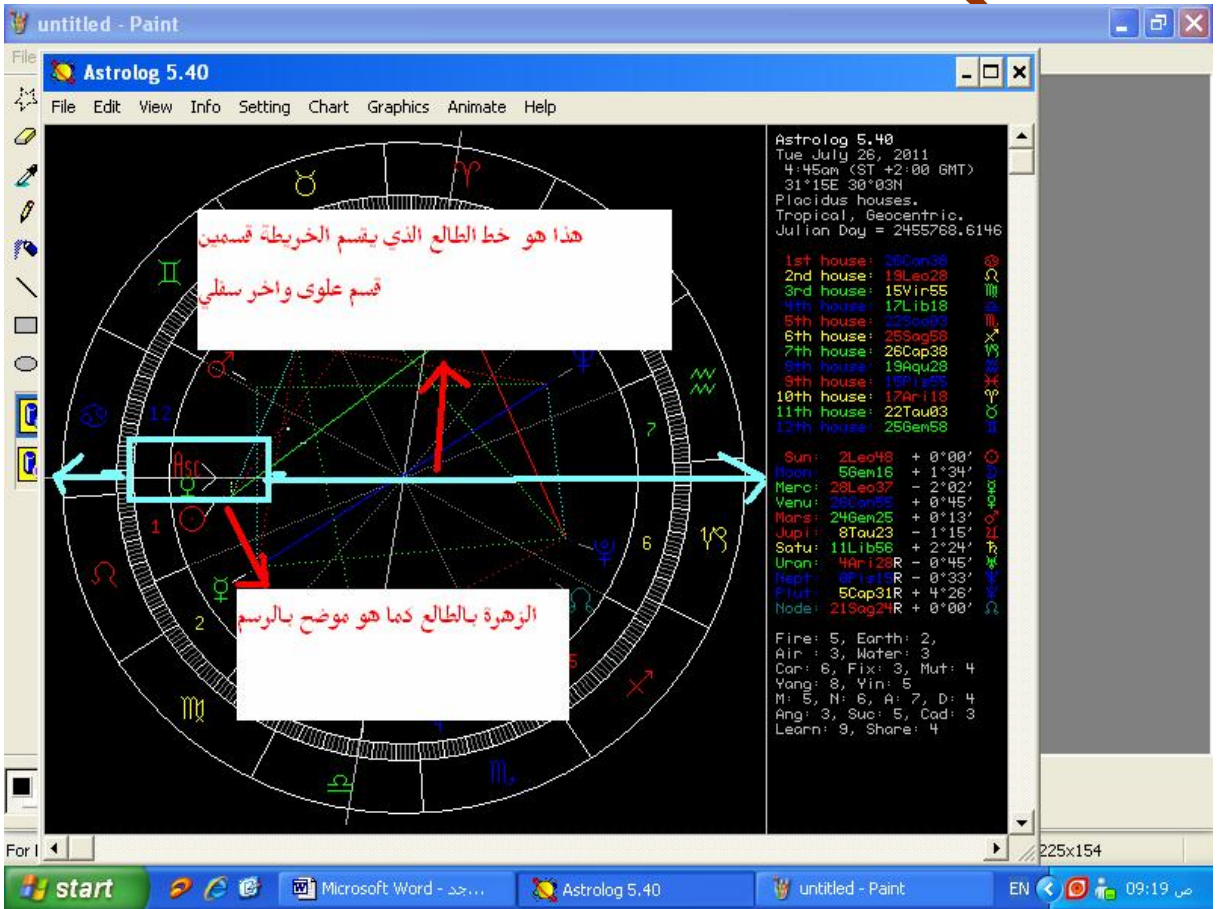 untitled - Paint
File
Astrolog 5.40
File Edit View Info Setting Chart Graphics Animate Help
Astrolog 5.40
Tue July 26, 2011
4:45am (ST +2:00 GMT)
31°15E 30°03N
Placidus houses.
Tropical, Geocentric.
Julian Day = 2455768.6146
1st house: 26Can38 ♋
2nd house: 19Leo28 ♌
3rd house: 15Vir55 ♍
4th house: 17Lib18 ♎
5th house: 22Sco03 ♏
6th house: 25Sag58 ♐
7th house: 26Cap38 ♑
8th house: 19Aqu28 ♒
9th house: 15Pis55 ♓
10th house: 17Ari18 ♈
11th house: 22Tau03 ♉
12th house: 25Gem58 ♊
Sun: 2Leo48 + 0°00'
Moon: 5Gem16 + 1°34'
Merc: 28Leo37 - 2°02'
Venu: + 0°45'
Mars: 24Gem25 + 0°13'
Jupi: 8Tau23 - 1°15'
Satu: 11Lib56 + 2°24'
Uran: 4Ari28R - 0°45'
Nept: R - 0°33'
Plut: 5Cap31R + 4°26'
Node: 21Sag24R + 0°00'
Fire: 5, Earth: 2,
Air : 3, Water: 3
Car: 6, Fix: 3, Mut: 4
Yang: 8, Yin: 5
M: 5, N: 6, A: 7, D: 4
Ang: 3, Suc: 5, Cad: 3
Learn: 9, Share: 4
هذا هو خط الطالع الذي يقسم الخريطة قسمين
قسم علوى واخر سفلي
12
7
Asc
1
6
2
الزهرة بالطالع كما هو موضح بالرسم
5
4
For
225x154
start
Microsoft Word - جد...
Astrolog 5.40
untitled - Paint
EN
09:19 ص